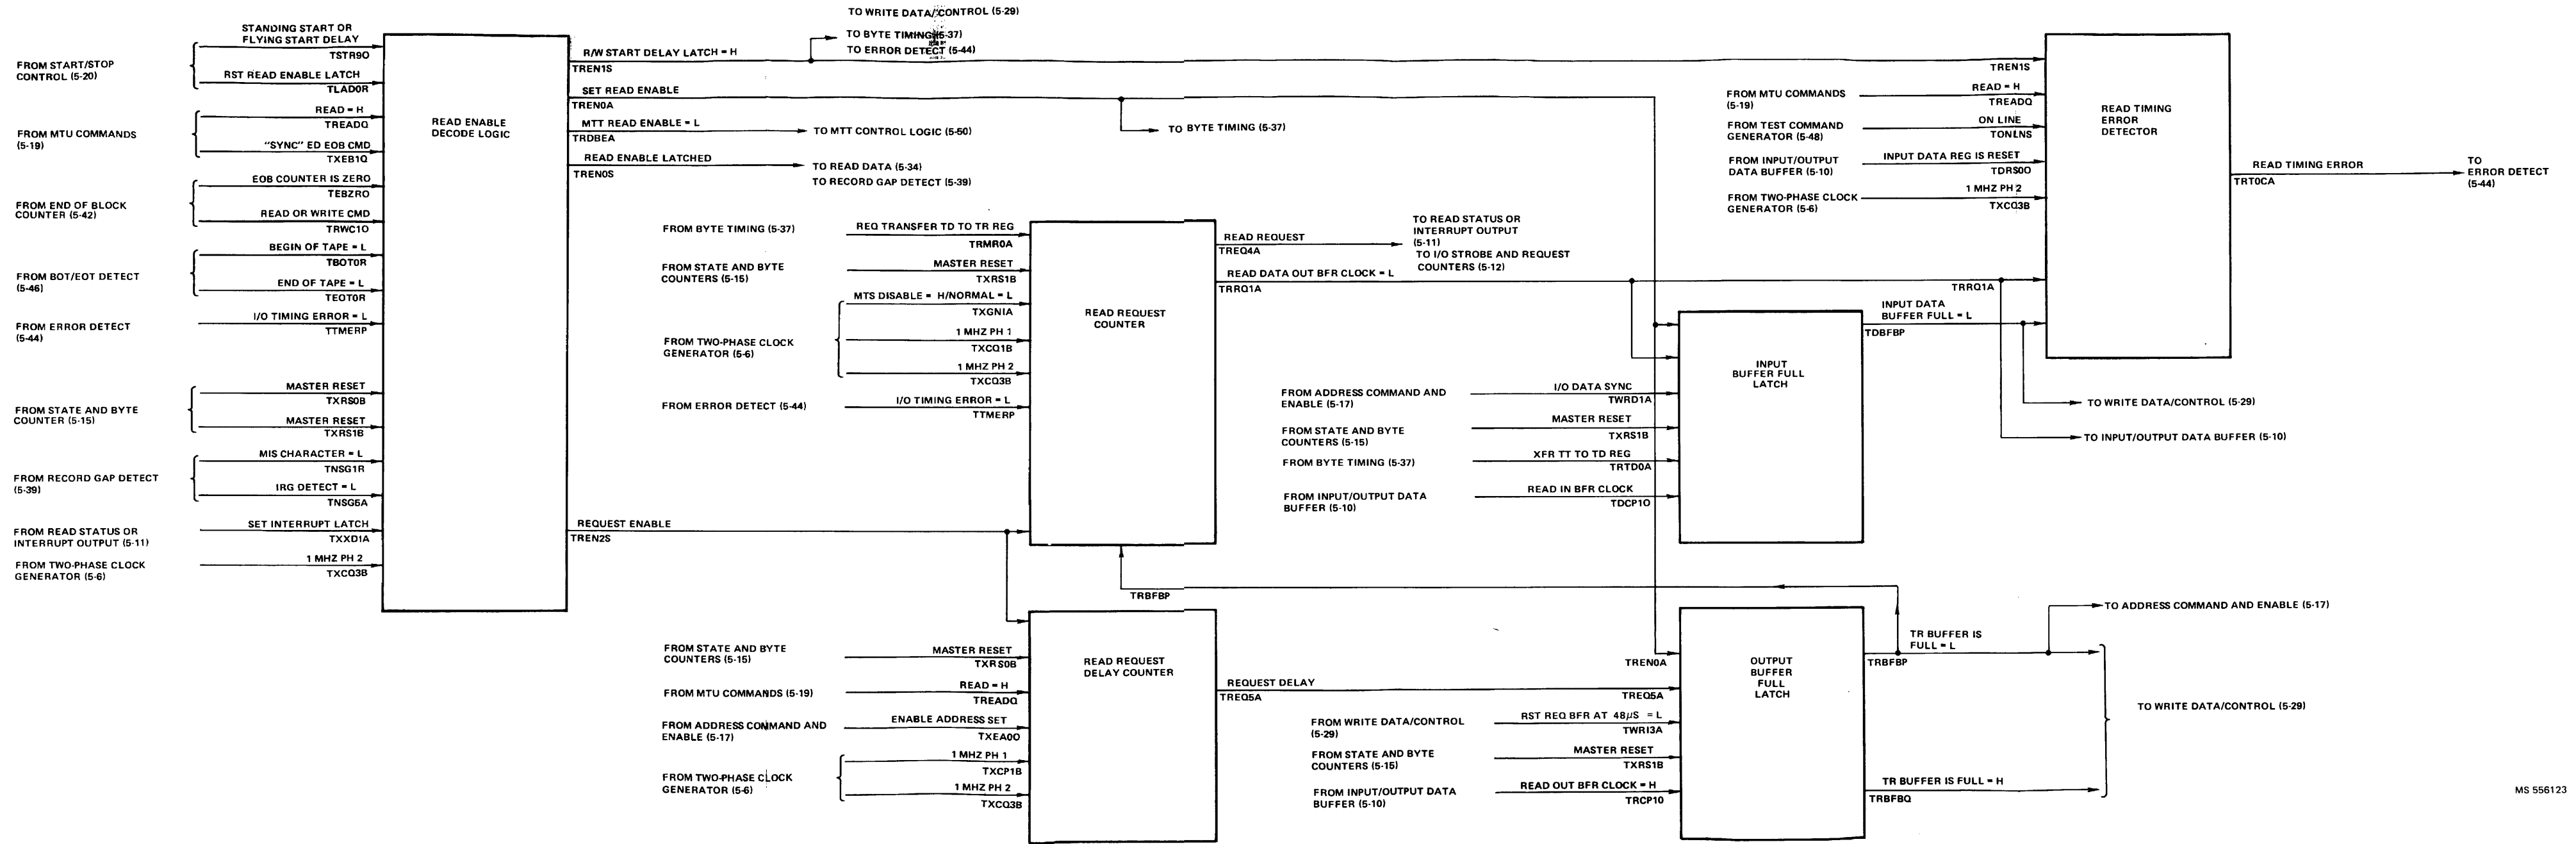 TO WRITE DATA/CONTROL (5-29)
TO BYTE TIMING (5-37)
TO ERROR DETECT (5-44)
STANDING START OR
FLYING START DELAY
TSTR9O
FROM START/STOP
CONTROL (5-20)
RST READ ENABLE LATCH
TLAD0R
READ = H
TREADQ
FROM MTU COMMANDS
(5-19)
"SYNC" ED EOB CMD
TXEB1Q
EOB COUNTER IS ZERO
TEBZRO
FROM END OF BLOCK
COUNTER (5-42)
READ OR WRITE CMD
TRWC1O
BEGIN OF TAPE = L
TBOT0R
FROM BOT/EOT DETECT
(5-46)
END OF TAPE = L
TEOT0R
I/O TIMING ERROR = L
TTMERP
FROM ERROR DETECT
(5-44)
MASTER RESET
TXRS0B
FROM STATE AND BYTE
COUNTER (5-15)
MASTER RESET
TXRS1B
MIS CHARACTER = L
TNSG1R
FROM RECORD GAP DETECT
(5-39)
IRG DETECT = L
TNSG5A
SET INTERRUPT LATCH
TXXD1A
FROM READ STATUS OR
INTERRUPT OUTPUT (5-11)
1 MHZ PH 2
TXCQ3B
FROM TWO-PHASE CLOCK
GENERATOR (5-6)
READ ENABLE
DECODE LOGIC
R/W START DELAY LATCH = H
TREN1S
SET READ ENABLE
TREN0A
MTT READ ENABLE = L
TRDBEA
TO MTT CONTROL LOGIC (5-50)
TO BYTE TIMING (5-37)
READ ENABLE LATCHED
TREN0S
TO READ DATA (5-34)
TO RECORD GAP DETECT (5-39)
REQUEST ENABLE
TREN2S
FROM BYTE TIMING (5-37)
REQ TRANSFER TD TO TR REG
TRMR0A
FROM STATE AND BYTE
COUNTERS (5-15)
MASTER RESET
TXRS1B
MTS DISABLE = H/NORMAL = L
TXGNIA
1 MHZ PH 1
TXCQ1B
FROM TWO-PHASE CLOCK
GENERATOR (5-6)
1 MHZ PH 2
TXCQ3B
FROM ERROR DETECT (5-44)
I/O TIMING ERROR = L
TTMERP
READ REQUEST
COUNTER
READ REQUEST
TREQ4A
TO READ STATUS OR
INTERRUPT OUTPUT
(5-11)
TO I/O STROBE AND REQUEST
COUNTERS (5-12)
READ DATA OUT BFR CLOCK = L
TRRQ1A
TRBFBP
FROM STATE AND BYTE
COUNTERS (5-15)
MASTER RESET
TXRS0B
FROM MTU COMMANDS (5-19)
READ = H
TREADQ
FROM ADDRESS COMMAND AND
ENABLE (5-17)
ENABLE ADDRESS SET
TXEA0O
1 MHZ PH 1
TXCP1B
FROM TWO-PHASE CLOCK
GENERATOR (5-6)
1 MHZ PH 2
TXCQ3B
READ REQUEST
DELAY COUNTER
REQUEST DELAY
TREQ5A
FROM ADDRESS COMMAND AND
ENABLE (5-17)
I/O DATA SYNC
TWRD1A
FROM STATE AND BYTE
COUNTERS (5-15)
MASTER RESET
TXRS1B
FROM BYTE TIMING (5-37)
XFR TT TO TD REG
TRTD0A
FROM INPUT/OUTPUT DATA
BUFFER (5-10)
READ IN BFR CLOCK
TDCP1O
INPUT
BUFFER FULL
LATCH
INPUT DATA
BUFFER FULL = L
TDBFBP
TREN0A
TREQ5A
FROM WRITE DATA/CONTROL
(5-29)
RST REQ BFR AT 48μS = L
TWRI3A
FROM STATE AND BYTE
COUNTERS (5-15)
MASTER RESET
TXRS1B
FROM INPUT/OUTPUT DATA
BUFFER (5-10)
READ OUT BFR CLOCK = H
TRCP1O
OUTPUT
BUFFER
FULL
LATCH
TR BUFFER IS
FULL = L
TRBFBP
TR BUFFER IS FULL = H
TRBFBQ
TO ADDRESS COMMAND AND ENABLE (5-17)
TO WRITE DATA/CONTROL (5-29)
TREN1S
FROM MTU COMMANDS
(5-19)
READ = H
TREADQ
FROM TEST COMMAND
GENERATOR (5-48)
ON LINE
TONLNS
FROM INPUT/OUTPUT
DATA BUFFER (5-10)
INPUT DATA REG IS RESET
TDRS0O
FROM TWO-PHASE CLOCK
GENERATOR (5-6)
1 MHZ PH 2
TXCQ3B
TRRQ1A
READ TIMING
ERROR
DETECTOR
READ TIMING ERROR
TRT0CA
TO
ERROR DETECT
(5-44)
TO WRITE DATA/CONTROL (5-29)
TO INPUT/OUTPUT DATA BUFFER (5-10)
MS 556123